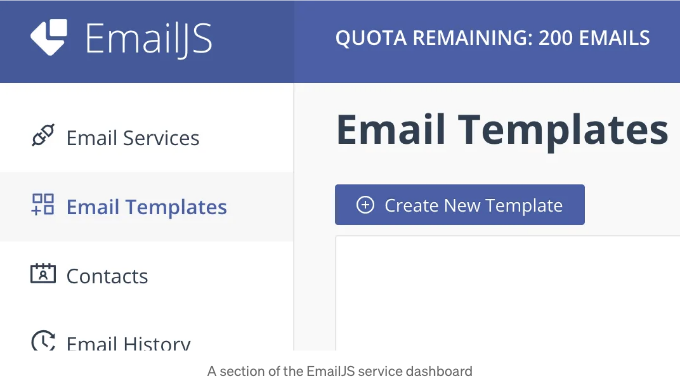 EmailJS
QUOTA REMAINING: 200 EMAILS
Email Services
Email Templates
Contacts
Email History
Email Templates
Create New Template
A section of the EmailJS service dashboard